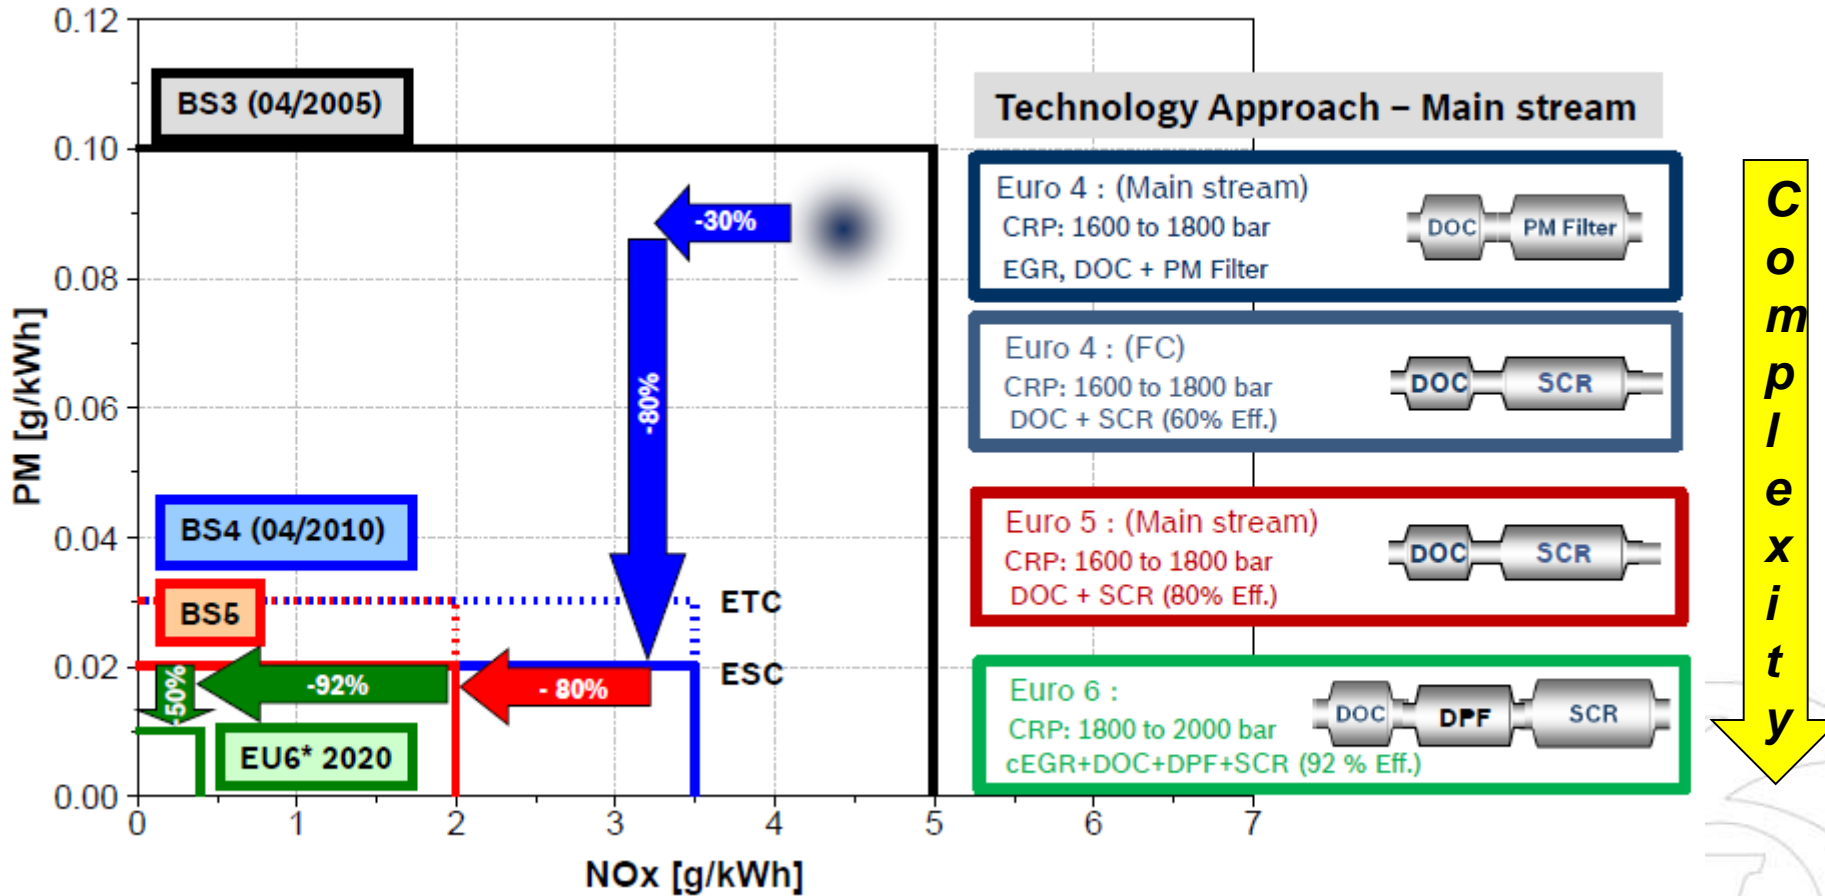 0.12
0.10
0.08
0.06
0.04
0.02
0.00
PM [g/kWh]
0
1
2
3
4
5
6
7
NOx [g/kWh]
BS3 (04/2005)
-30%
-80%
BS4 (04/2010)
BS5
ETC
ESC
- 80%
-92%
-50%
EU6* 2020
Technology Approach – Main stream
Euro 4 : (Main stream)
CRP: 1600 to 1800 bar
EGR, DOC + PM Filter
DOC
PM Filter
Euro 4 : (FC)
CRP: 1600 to 1800 bar
DOC + SCR (60% Eff.)
DOC
SCR
Euro 5 : (Main stream)
CRP: 1600 to 1800 bar
DOC + SCR (80% Eff.)
DOC
SCR
Euro 6 :
CRP: 1800 to 2000 bar
cEGR+DOC+DPF+SCR (92 % Eff.)
DOC
DPF
SCR
Complexity